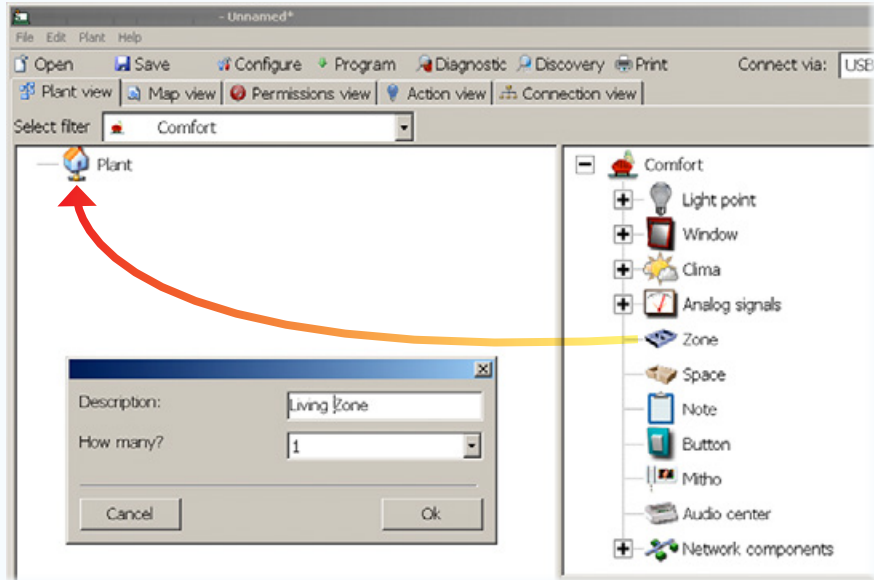 - Unnamed*
File Edit Plant Help
Open Save Configure Program Diagnostic Discovery Print Connect via: USB
Plant view Map view Permissions view Action view Connection view
Select filter Comfort
Plant
Comfort
Light point
Window
Clima
Analog signals
Zone
Space
Note
Button
Mitho
Audio center
Network components
Description: Living Zone
How many? 1
Cancel Ok